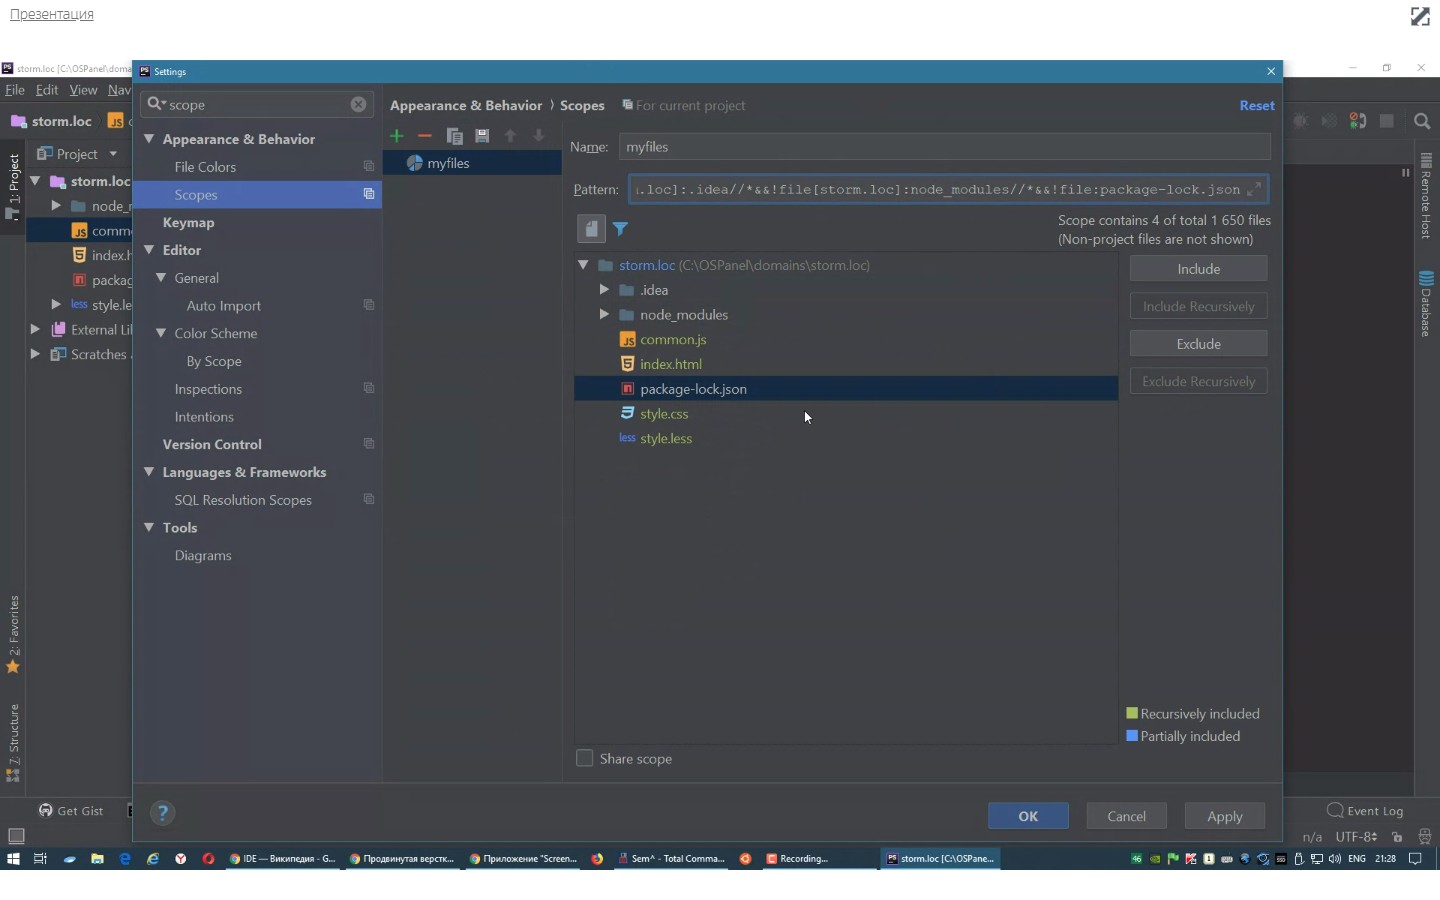 Презентация
storm.loc [C:\OSPanel\doma
Settings
File Edit View Nav
scope
Appearance & Behavior › Scopes For current project Reset
storm.loc
Project
1: Project
storm.loc
node_r
comm
index.h
packag
style.le
External Li
Scratches
Appearance & Behavior
File Colors
Scopes
Keymap
Editor
General
Auto Import
Color Scheme
By Scope
Inspections
Intentions
Version Control
Languages & Frameworks
SQL Resolution Scopes
Tools
Diagrams
myfiles
Name: myfiles
Pattern: .loc]:.idea//*&&!file[storm.loc]:node_modules//*&&!file:package-lock.json
Scope contains 4 of total 1 650 files
(Non-project files are not shown)
storm.loc (C:\OSPanel\domains\storm.loc)
.idea
node_modules
common.js
index.html
package-lock.json
style.css
style.less
Include
Include Recursively
Exclude
Exclude Recursively
Recursively included
Partially included
Share scope
OK Cancel Apply
Remote Host
Database
2: Favorites
7: Structure
Get Gist
Event Log
n/a UTF-8
IDE — Википедия - G... Продвинутая верстк... Приложение "Screen... Sem^ - Total Comma... Recording... storm.loc [C:\OSPane... 46 ENG 21:28